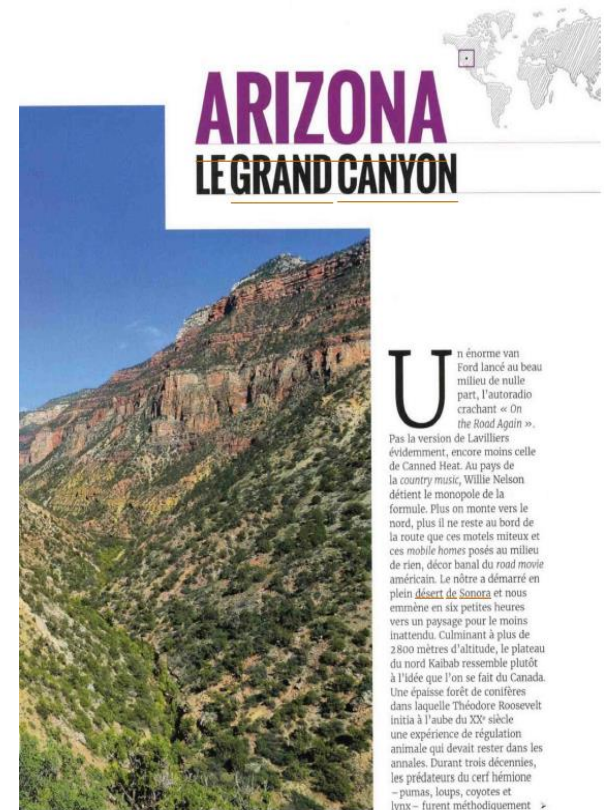 ARIZONA
LE GRAND CANYON
Un énorme van
Ford lancé au beau
milieu de nulle
part, l'autoradio
crachant « On
the Road Again ».
Pas la version de Lavilliers
évidemment, encore moins celle
de Canned Heat. Au pays de
la country music, Willie Nelson
détient le monopole de la
formule. Plus on monte vers le
nord, plus il ne reste au bord de
la route que ces motels miteux et
ces mobile homes posés au milieu
de rien, décor banal du road movie
américain. Le nôtre a démarré en
plein désert de Sonora et nous
emmène en six petites heures
vers un paysage pour le moins
inattendu. Culminant à plus de
2 800 mètres d'altitude, le plateau
du nord Kaibab ressemble plutôt
à l'idée que l'on se fait du Canada.
Une épaisse forêt de conifères
dans laquelle Théodore Roosevelt
initia à l'aube du XXe siècle
une expérience de régulation
animale qui devait rester dans les
annales. Durant trois décennies,
les prédateurs du cerf hémione
– pumas, loups, coyotes et
lynx – furent méthodiquement